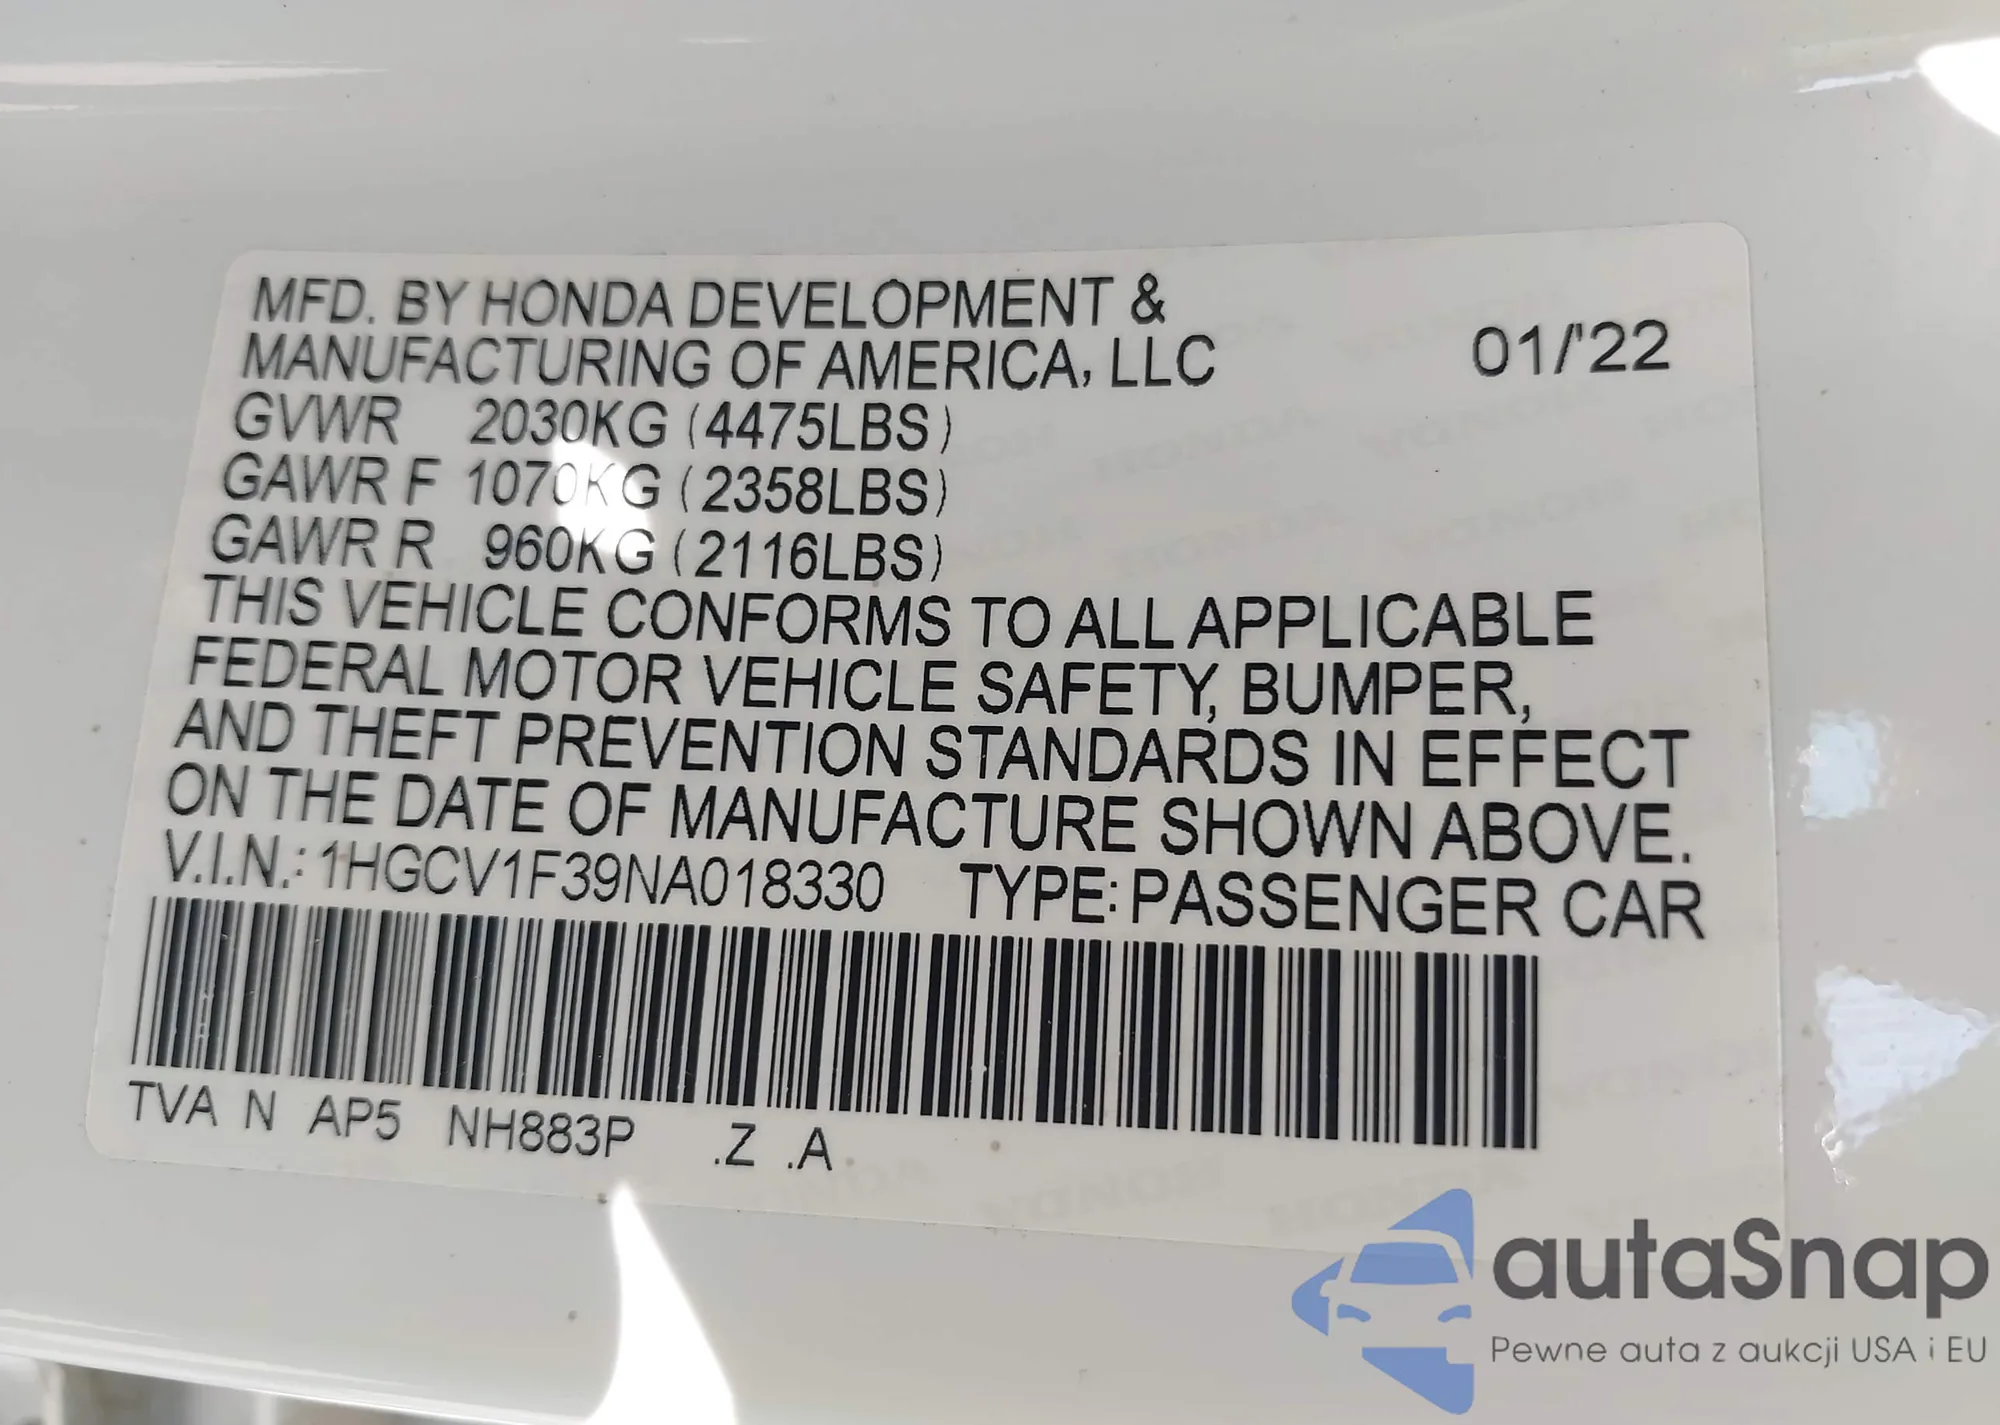 MFD. BY HONDA DEVELOPMENT &
MANUFACTURING OF AMERICA, LLC 01/'22
GVWR 2030KG (4475LBS)
GAWR F 1070KG (2358LBS)
GAWR R 960KG (2116LBS)
THIS VEHICLE CONFORMS TO ALL APPLICABLE
FEDERAL MOTOR VEHICLE SAFETY, BUMPER,
AND THEFT PREVENTION STANDARDS IN EFFECT
ON THE DATE OF MANUFACTURE SHOWN ABOVE.
V.I.N.: 1HGCV1F39NA018330 TYPE: PASSENGER CAR
TVA N AP5 NH883P .Z .A
autaSnap
Pewne auta z aukcji USA i EU